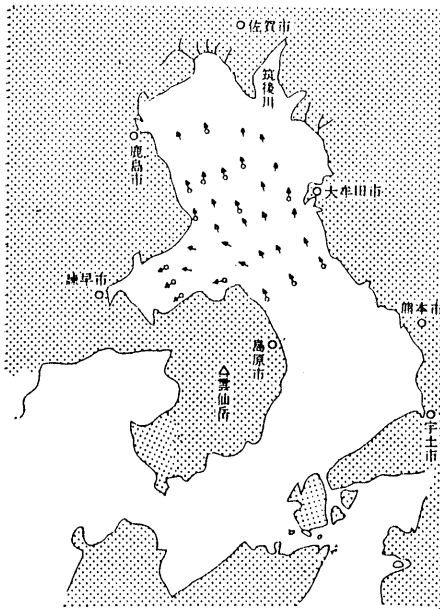 佐賀市
筑後川
鹿島市
大牟田市
諫早市
熊本市
島原市
雲仙岳
宇土市